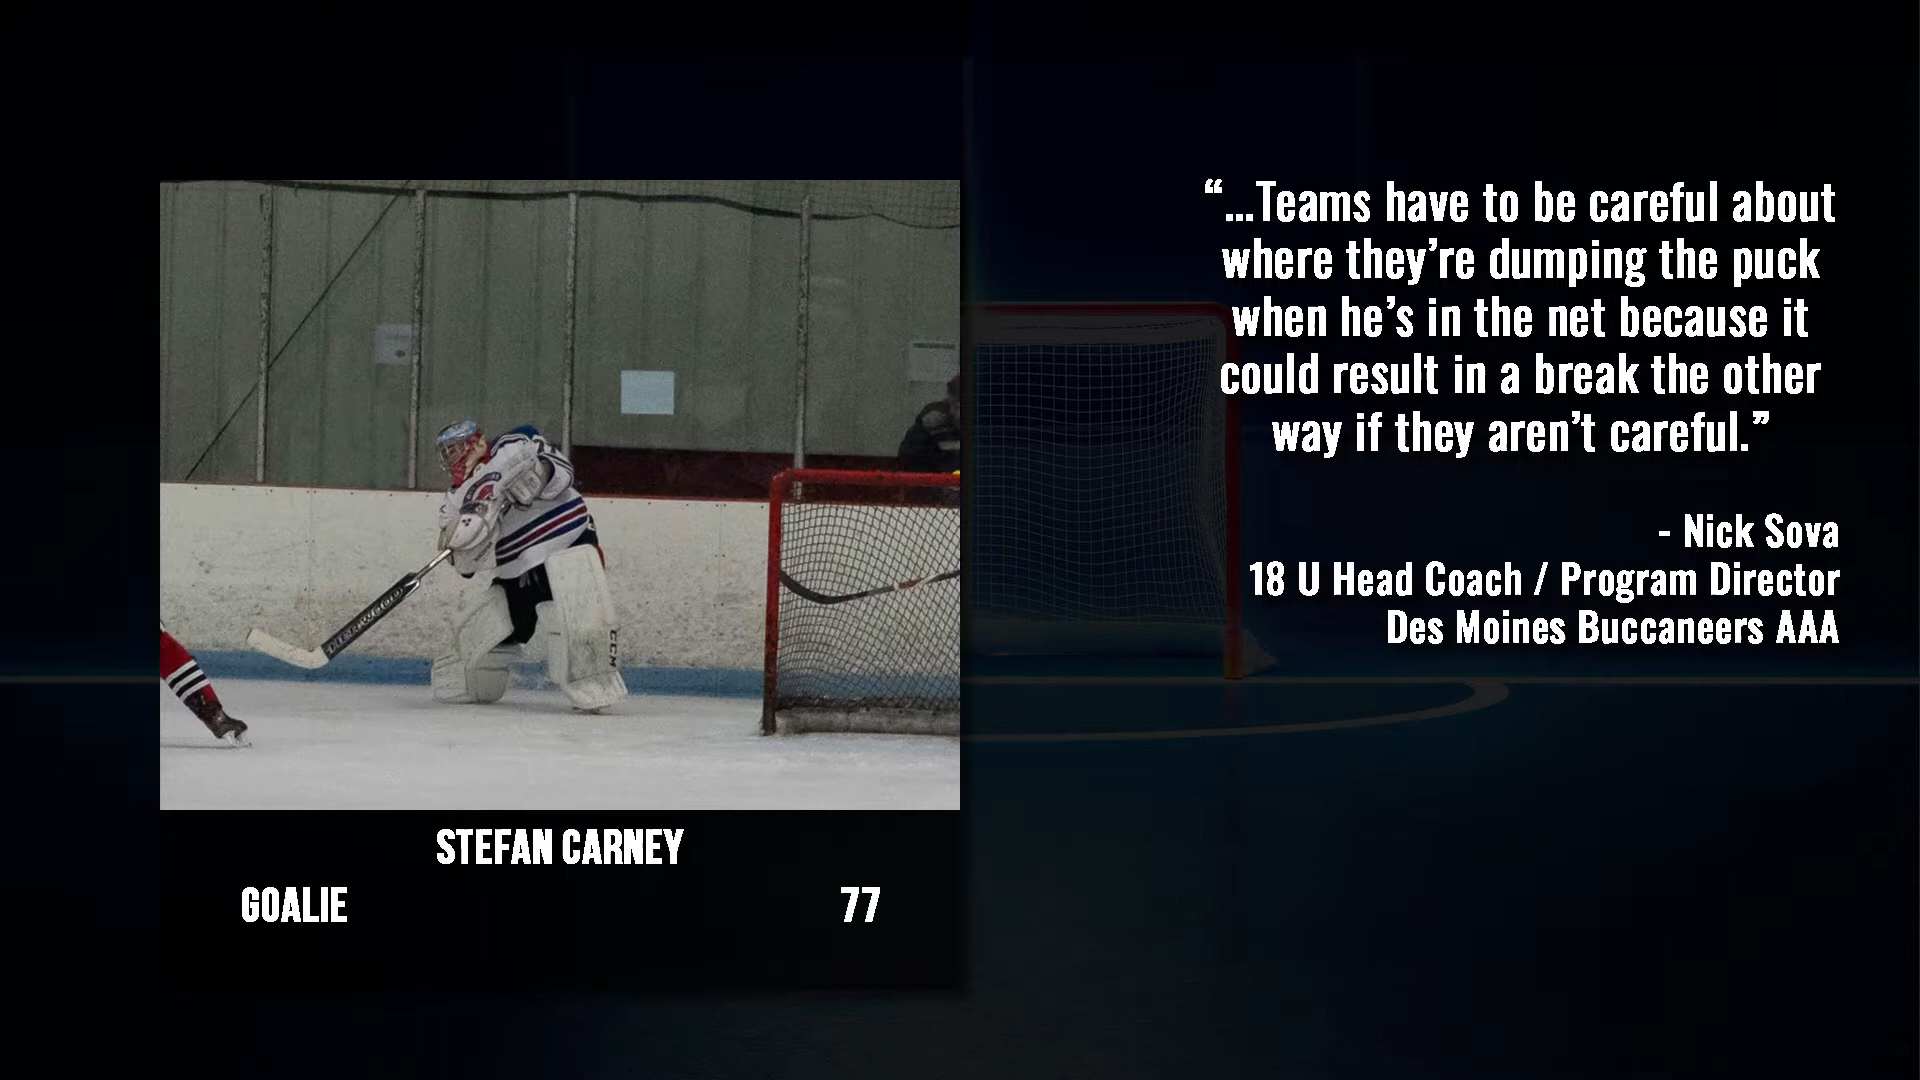 “...Teams have to be careful about
where they’re dumping the puck
when he’s in the net because it
could result in a break the other
way if they aren’t careful.”
- Nick Sova
18 U Head Coach / Program Director
Des Moines Buccaneers AAA
SHERWOOD
CCM
STEFAN CARNEY
GOALIE 77